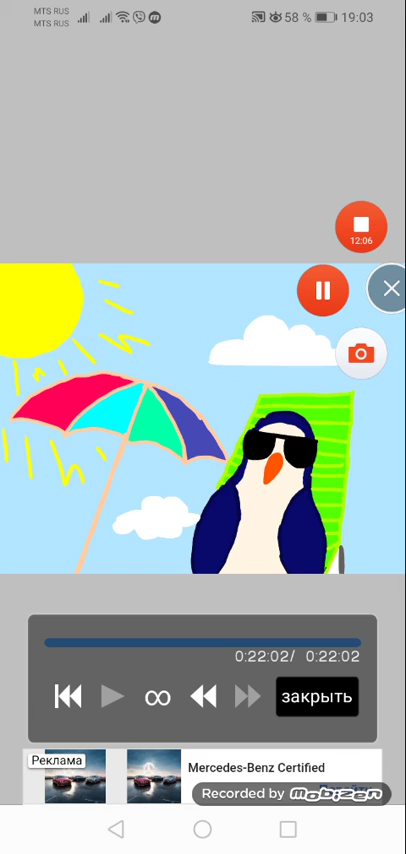 MTS RUS
MTS RUS
58 % 19:03
12:06
0:22:02/ 0:22:02
закрыть
Реклама
Mercedes-Benz Certified
Recorded by mobizen